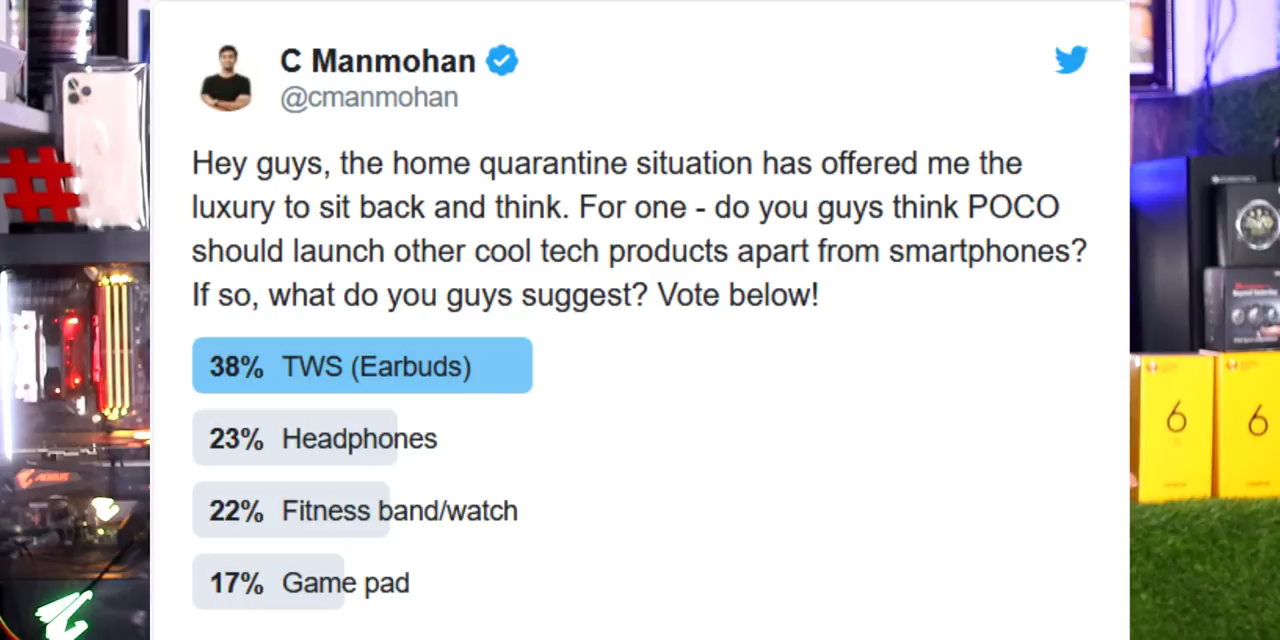 C Manmohan
@cmanmohan
Hey guys, the home quarantine situation has offered me the
luxury to sit back and think. For one - do you guys think POCO
should launch other cool tech products apart from smartphones?
If so, what do you guys suggest? Vote below!
38% TWS (Earbuds)
23% Headphones
22% Fitness band/watch
17% Game pad
#
6
6